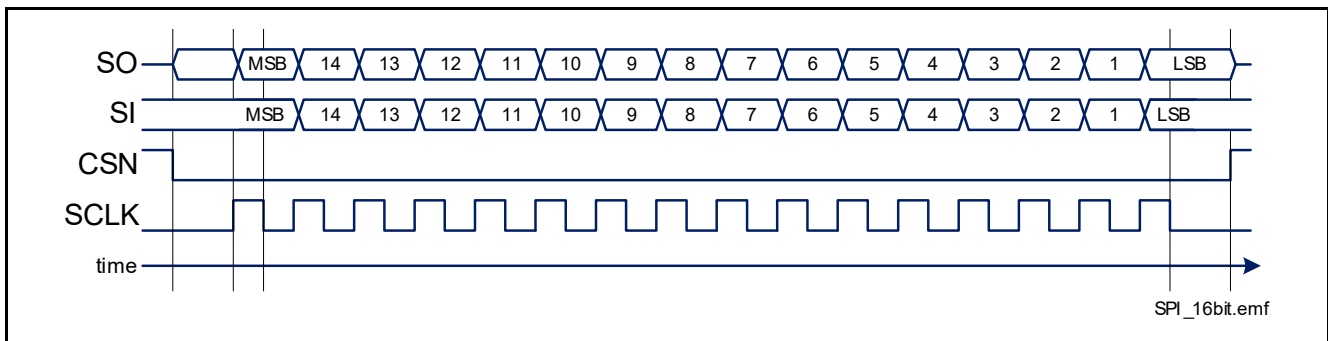 SO MSB 14 13 12 11 10 9 8 7 6 5 4 3 2 1 LSB
SI MSB 14 13 12 11 10 9 8 7 6 5 4 3 2 1 LSB
CSN
SCLK
time
SPI_16bit.emf